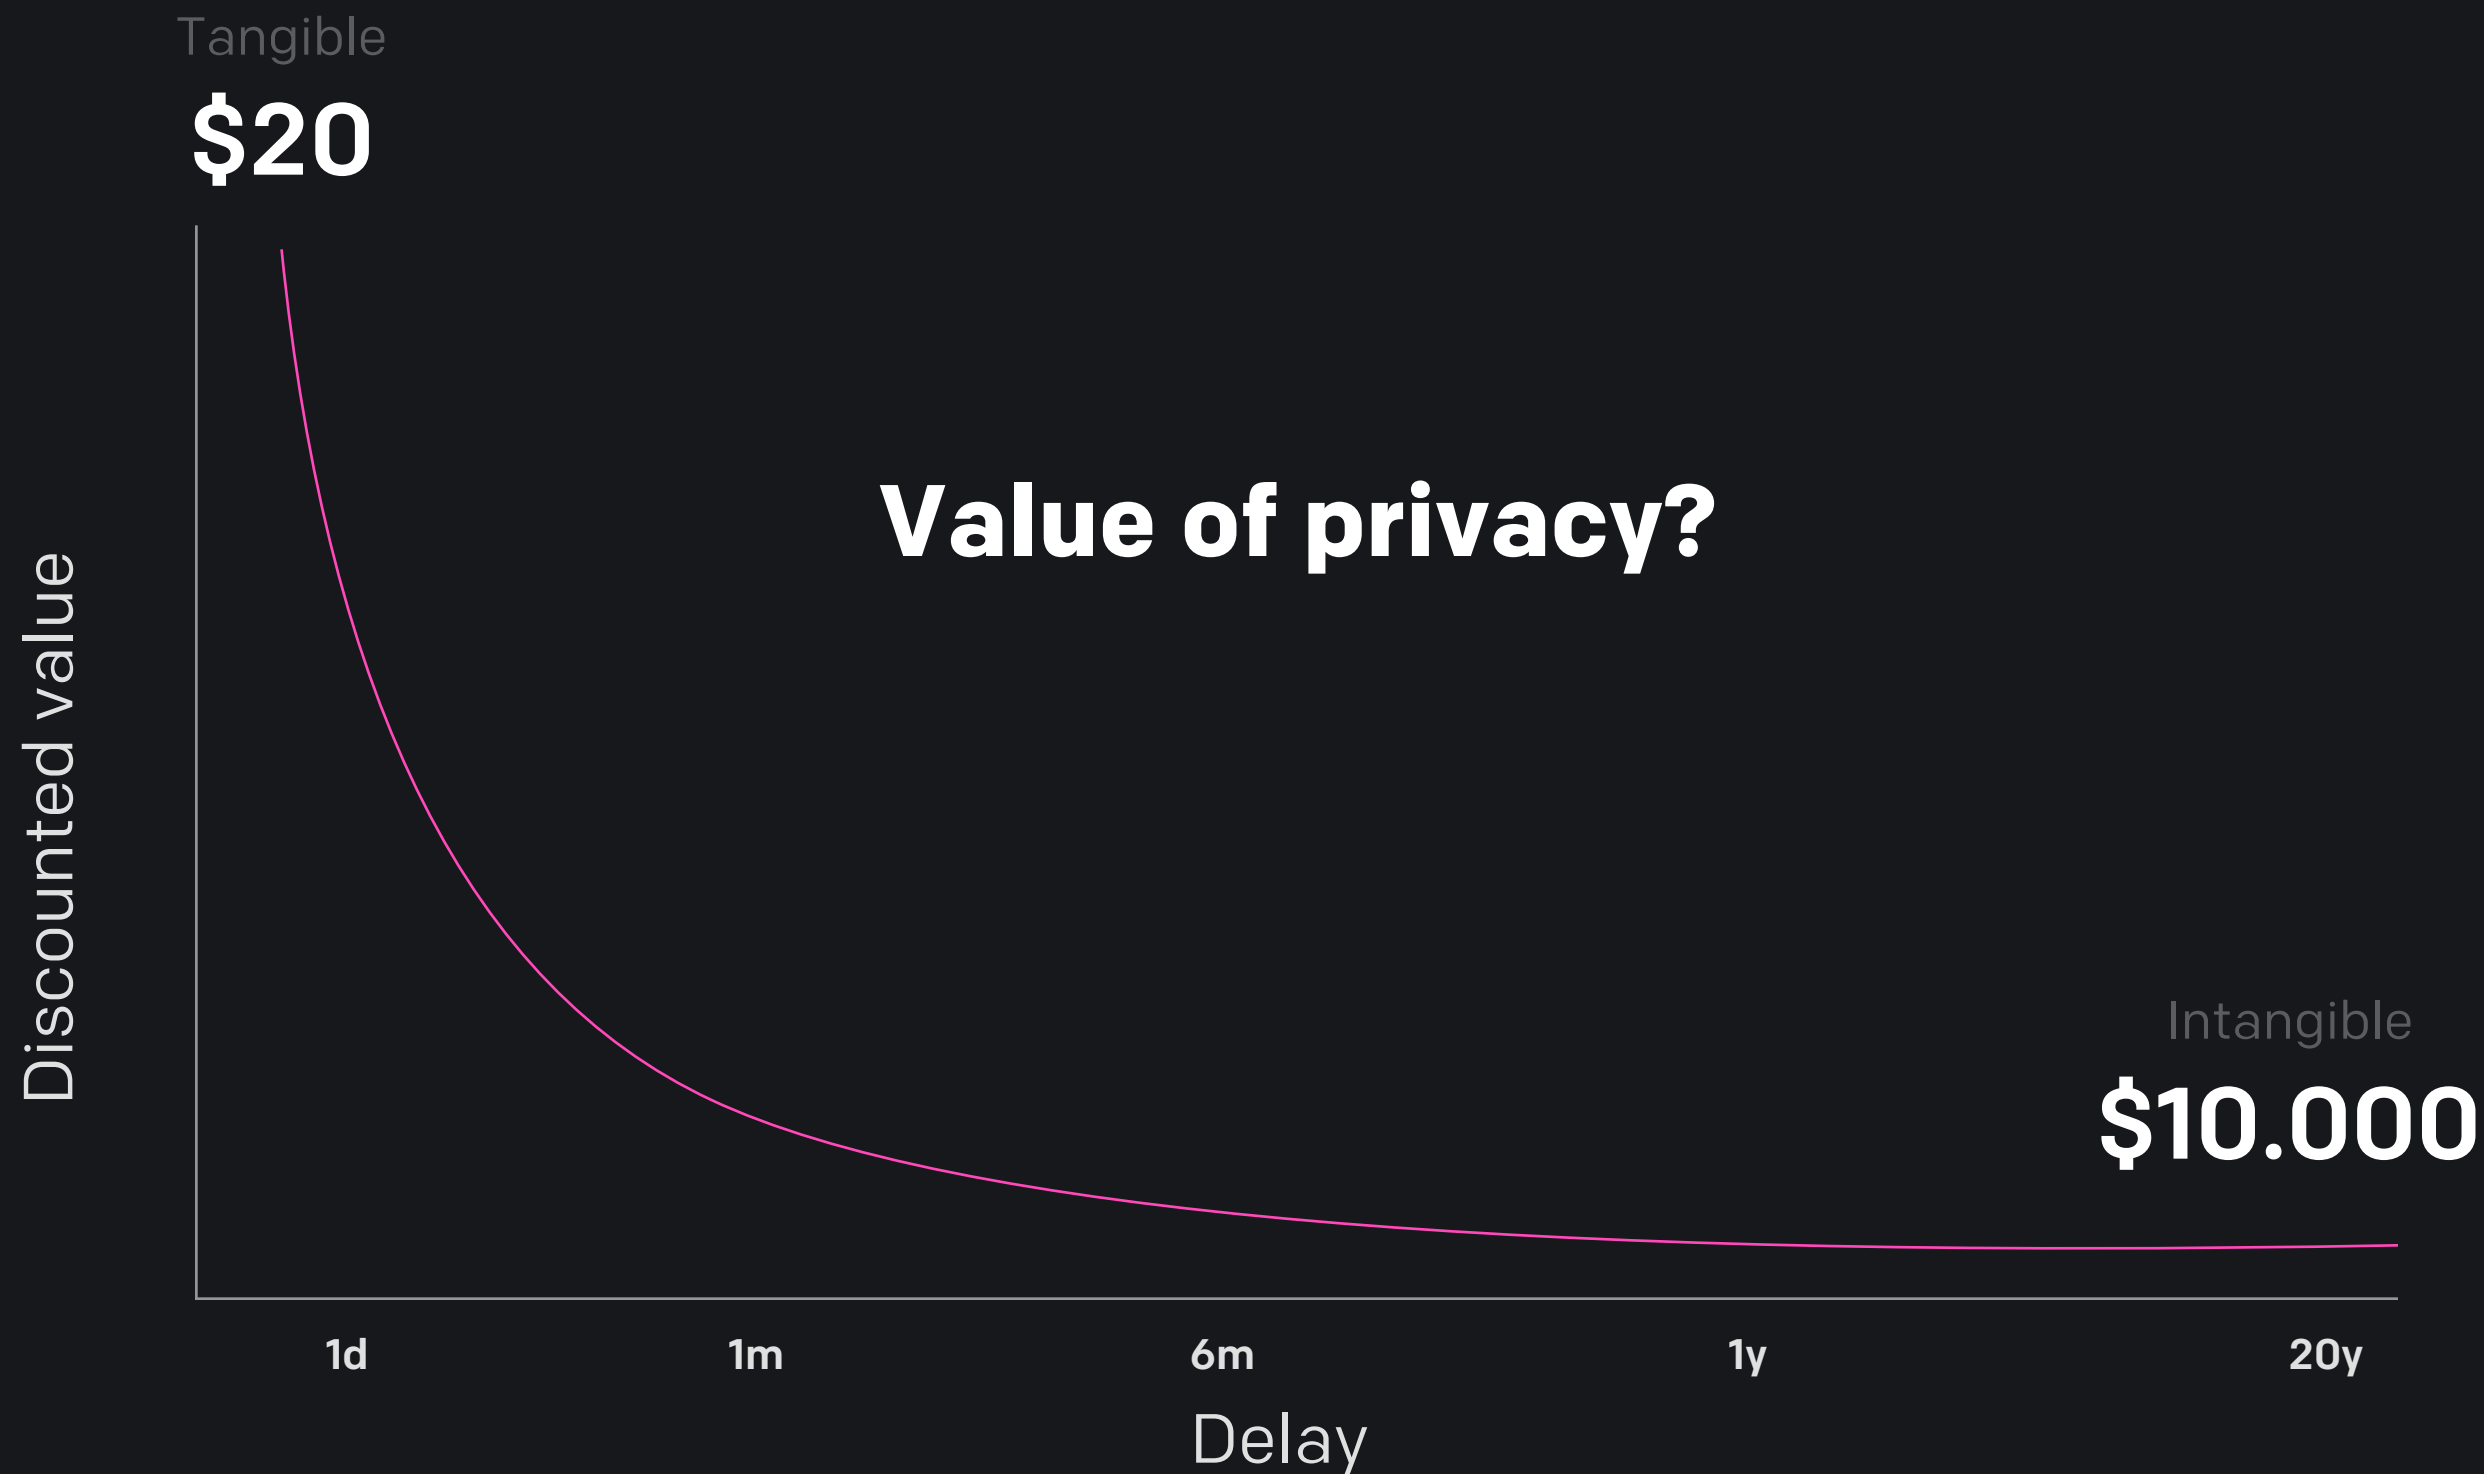 Tangible
$20
Value of privacy?
Discounted value
Intangible
$10.000
1d
1m
6m
1y
20y
Delay